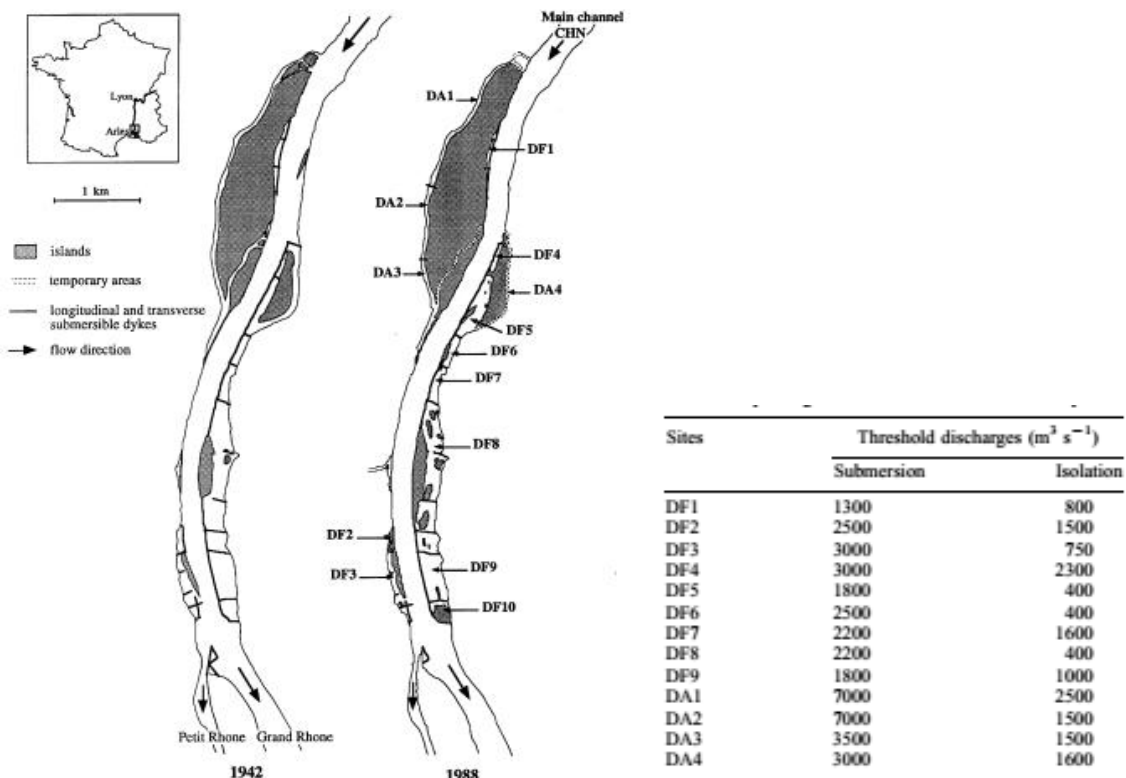 Main channel
CHN
Lyon
Arles
1 km
islands
temporary areas
longitudinal and transverse
submersible dykes
flow direction
DA1
DF1
DA2
DF4
DA3
DA4
DF5
DF6
DF7
DF8
DF2
DF9
DF3
DF10
Petit Rhone Grand Rhone
1942 1988
Sites Threshold discharges (m³ s⁻¹)
Submersion Isolation
DF1 1300 800
DF2 2500 1500
DF3 3000 750
DF4 3000 2300
DF5 1800 400
DF6 2500 400
DF7 2200 1600
DF8 2200 400
DF9 1800 1000
DA1 7000 2500
DA2 7000 1500
DA3 3500 1500
DA4 3000 1600